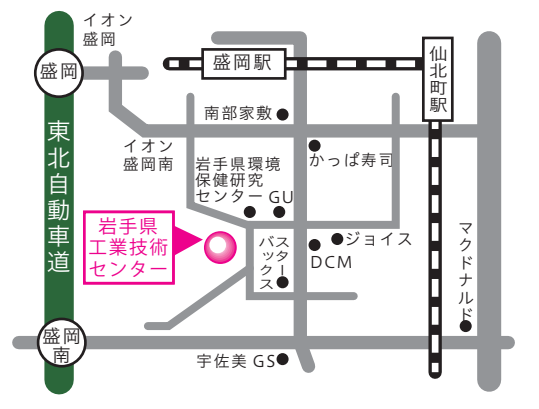 イオン
盛岡
盛岡
盛岡駅
仙北町駅
南部家敷
イオン
盛岡南
かっぱ寿司
岩手県環境
保健研究
センター
GU
東北自動車道
岩手県
工業技術
センター
スター
バックス
ジョイス
DCM
マクドナルド
盛岡
南
宇佐美 GS